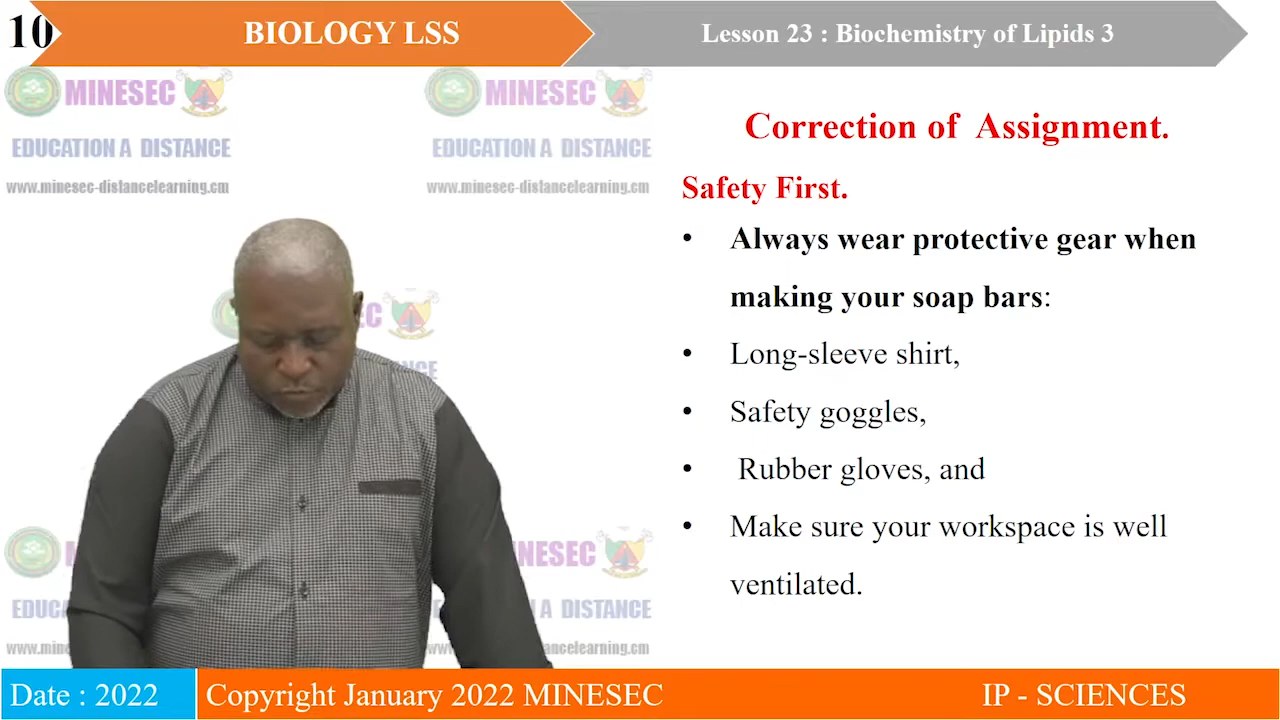 10
BIOLOGY LSS
Lesson 23 : Biochemistry of Lipids 3
MINESEC
MINESEC
EDUCATION A DISTANCE
EDUCATION A DISTANCE
www.minesec-distancelearning.cm
www.minesec-distancelearning.cm
Correction of Assignment.
Safety First.
• Always wear protective gear when
making your soap bars:
• Long-sleeve shirt,
• Safety goggles,
• Rubber gloves, and
• Make sure your workspace is well
ventilated.
Date : 2022
Copyright January 2022 MINESEC
IP - SCIENCES